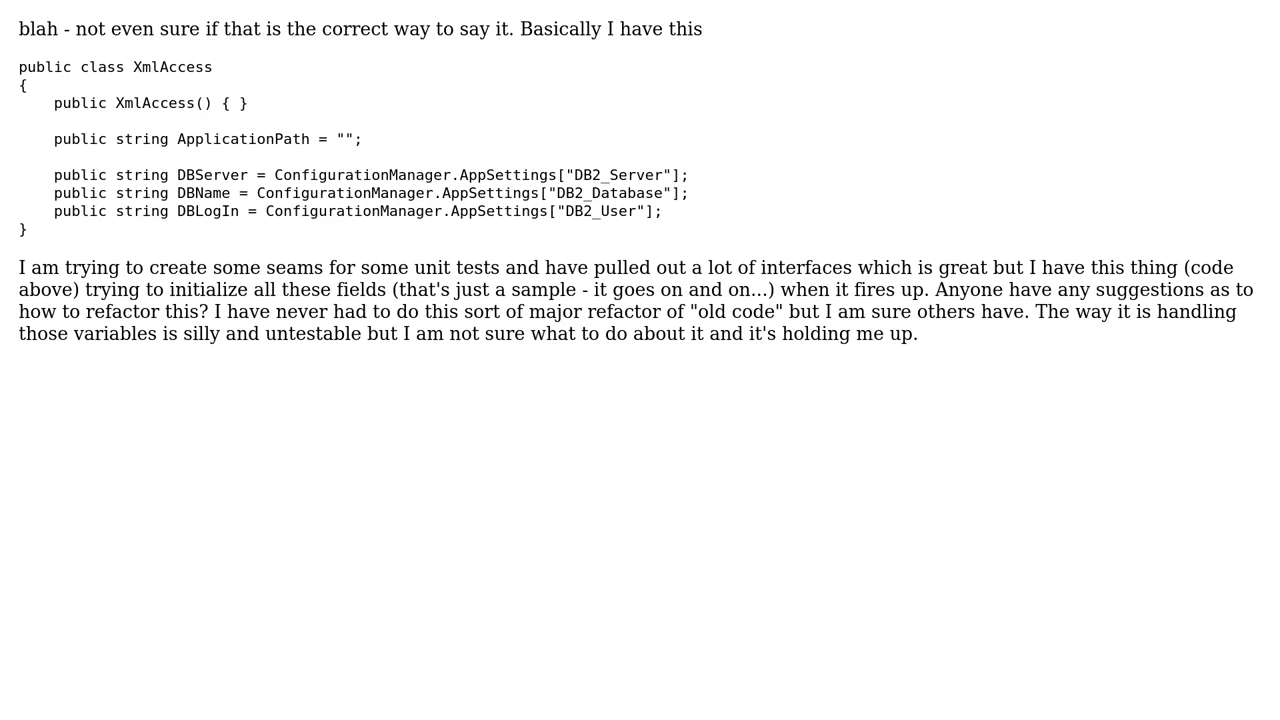 blah - not even sure if that is the correct way to say it. Basically I have this
public class XmlAccess
{
    public XmlAccess() { }
    public string ApplicationPath = "";
    public string DBServer = ConfigurationManager.AppSettings["DB2_Server"];
    public string DBName = ConfigurationManager.AppSettings["DB2_Database"];
    public string DBLogIn = ConfigurationManager.AppSettings["DB2_User"];
}
I am trying to create some seams for some unit tests and have pulled out a lot of interfaces which is great but I have this thing (code
above) trying to initialize all these fields (that's just a sample - it goes on and on...) when it fires up. Anyone have any suggestions as to
how to refactor this? I have never had to do this sort of major refactor of "old code" but I am sure others have. The way it is handling
those variables is silly and untestable but I am not sure what to do about it and it's holding me up.